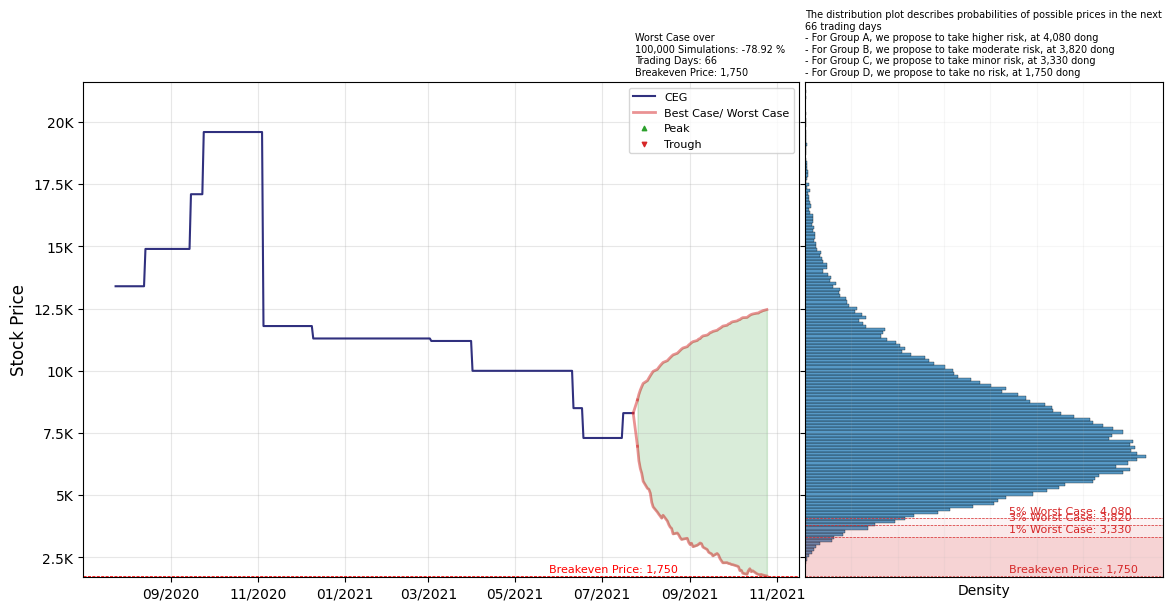 The distribution plot describes probabilities of possible prices in the next
66 trading days
- For Group A, we propose to take higher risk, at 4,080 dong
- For Group B, we propose to take moderate risk, at 3,820 dong
- For Group C, we propose to take minor risk, at 3,330 dong
- For Group D, we propose to take no risk, at 1,750 dong
Worst Case over
100,000 Simulations: -78.92 %
Trading Days: 66
Breakeven Price: 1,750
CEG
Best Case/ Worst Case
Peak
Trough
Stock Price
20K
17.5K
15K
12.5K
10K
7.5K
5K
2.5K
Breakeven Price: 1,750
09/2020
11/2020
01/2021
03/2021
05/2021
07/2021
09/2021
11/2021
5% Worst Case: 4,080
3% Worst Case: 3,820
1% Worst Case: 3,330
Breakeven Price: 1,750
Density